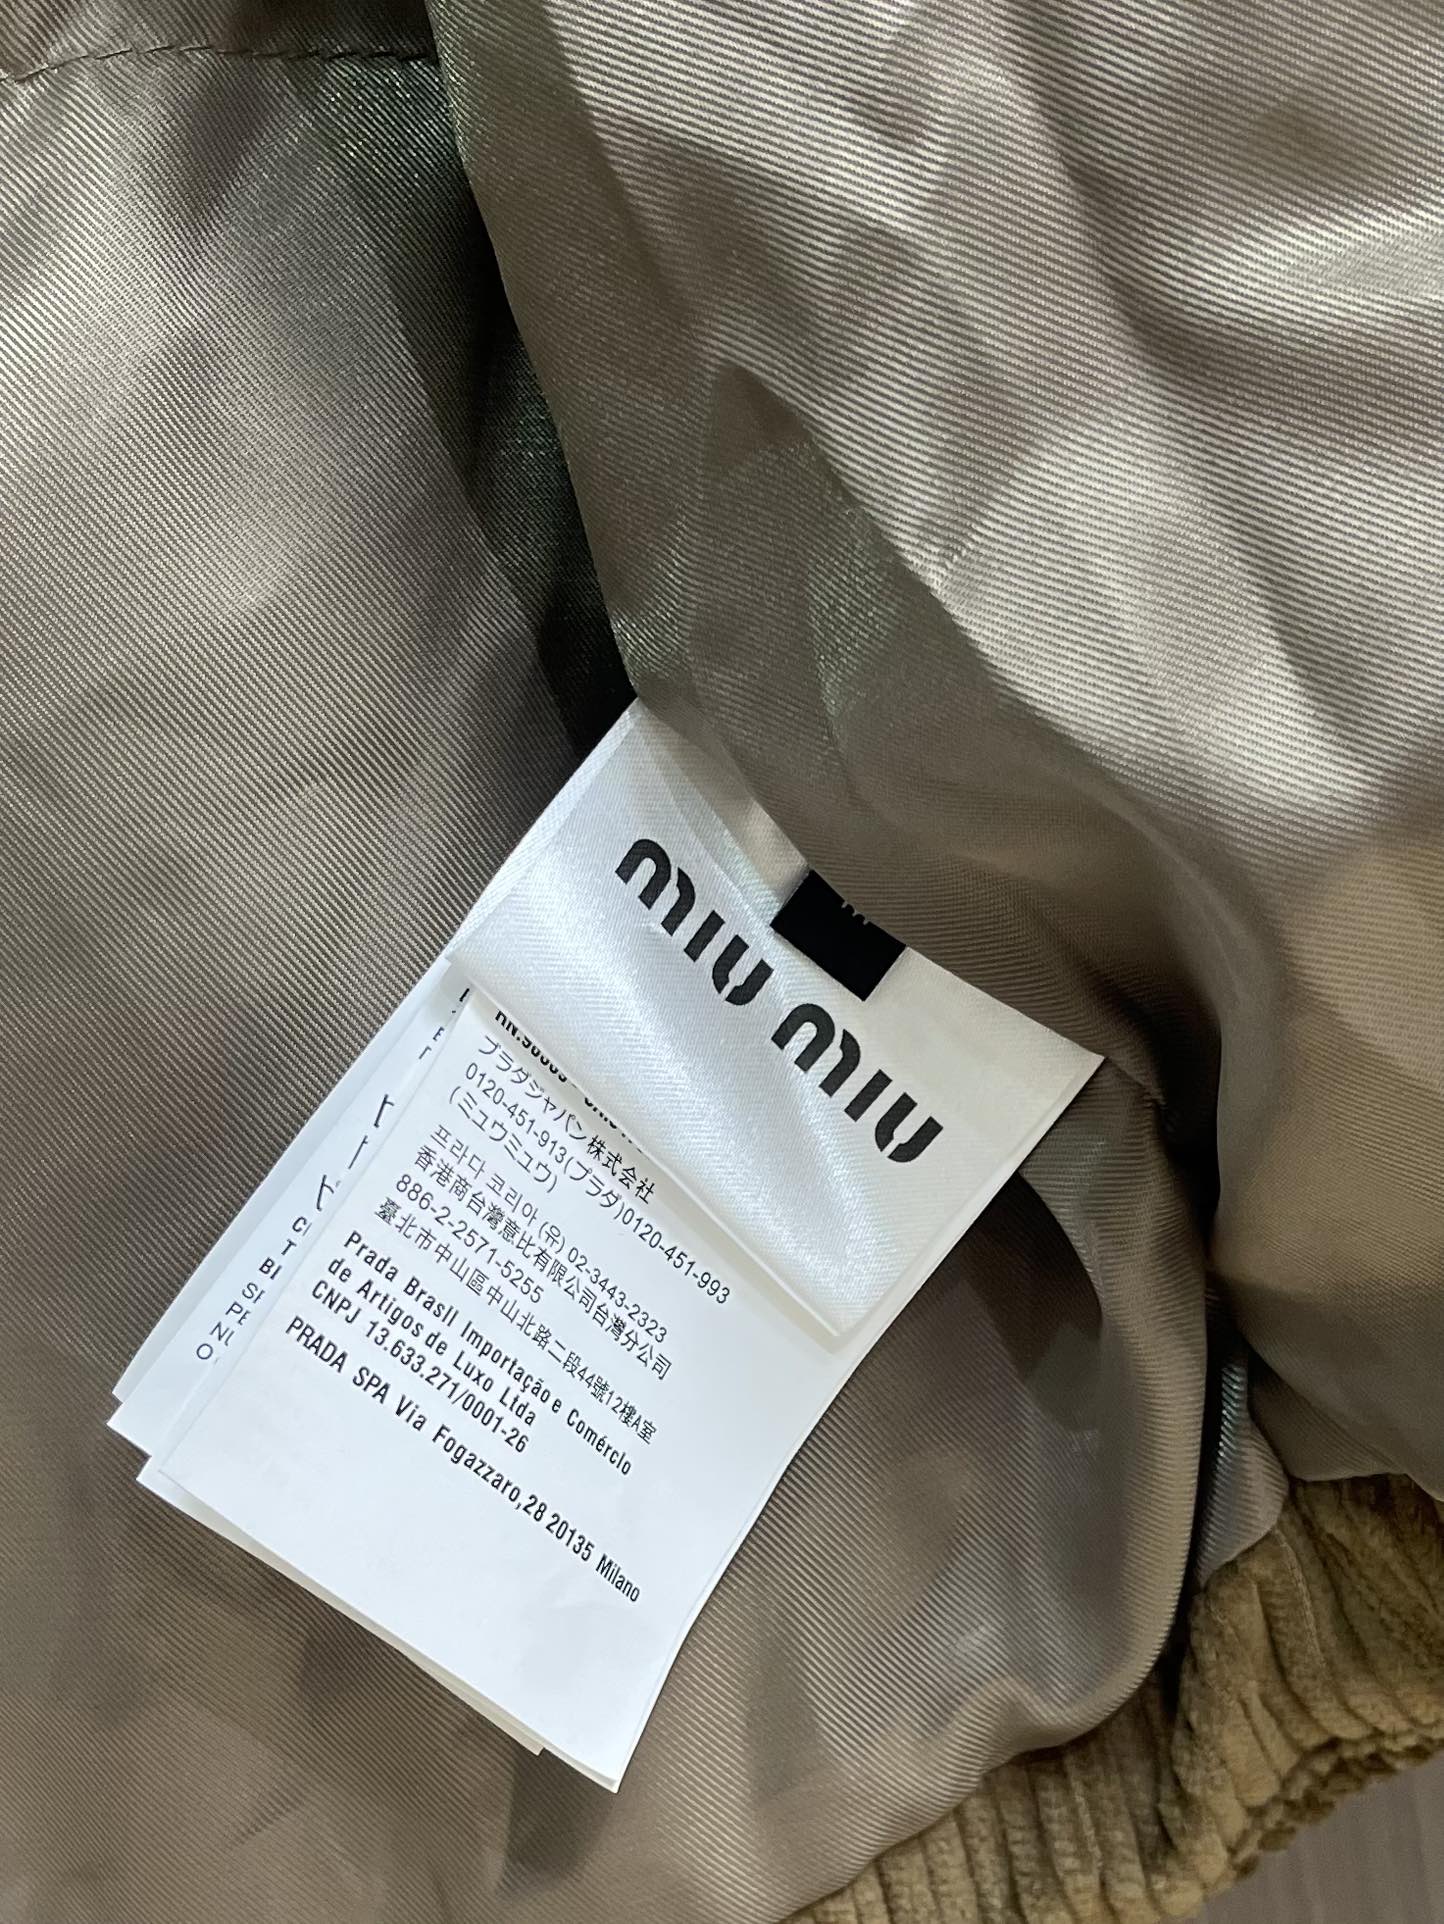 miu miu
プラダジャパン株式会社
0120-451-913(プラダ)0120-451-993
(ミュウミュウ)
프라다 코리아 (유) 02-3443-2323
香港商台灣意比有限公司台灣分公司
886-2-2571-5255
臺北市中山區中山北路二段44號12樓A室
Prada Brasil Importação e Comércio
de Artigos de Luxo Ltda
CNPJ 13.633.271/0001-26
PRADA SPA Via Fogazzaro,28 20135 Milano